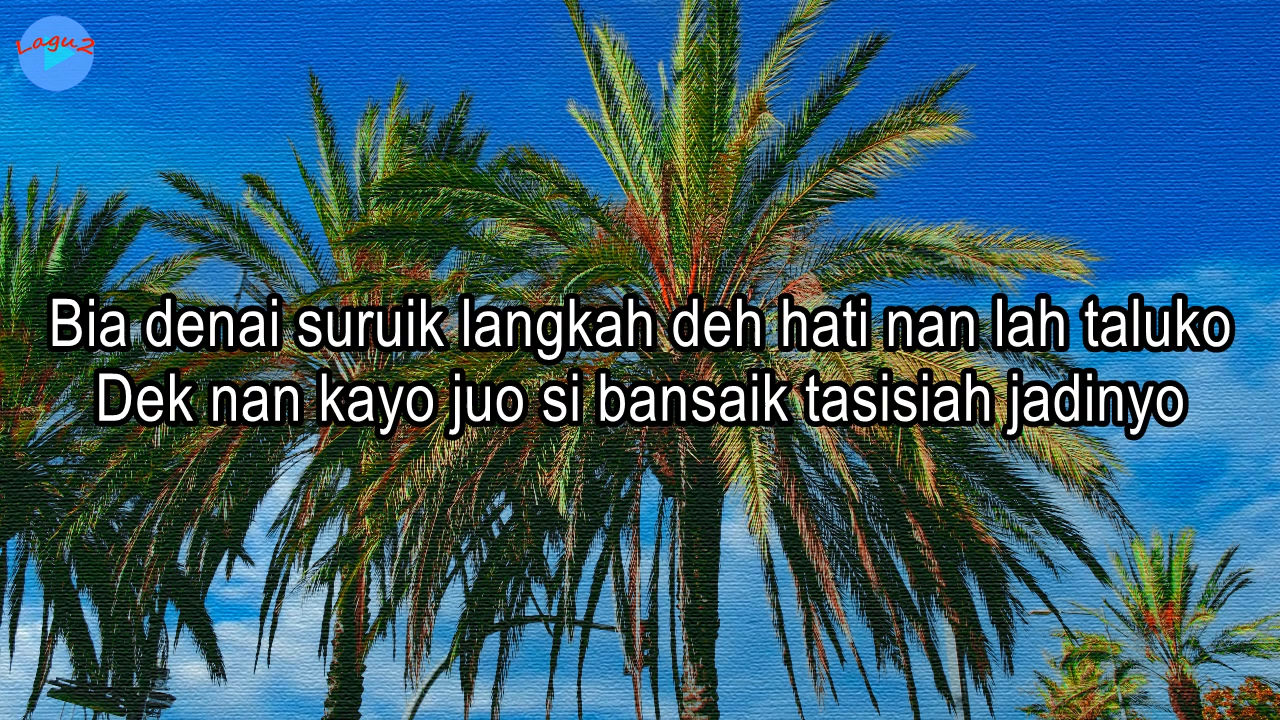 Lagu2
Bia denai suruik langkah deh hati nan lah taluko
Dek nan kayo juo si bansaik tasisiah jadinyo